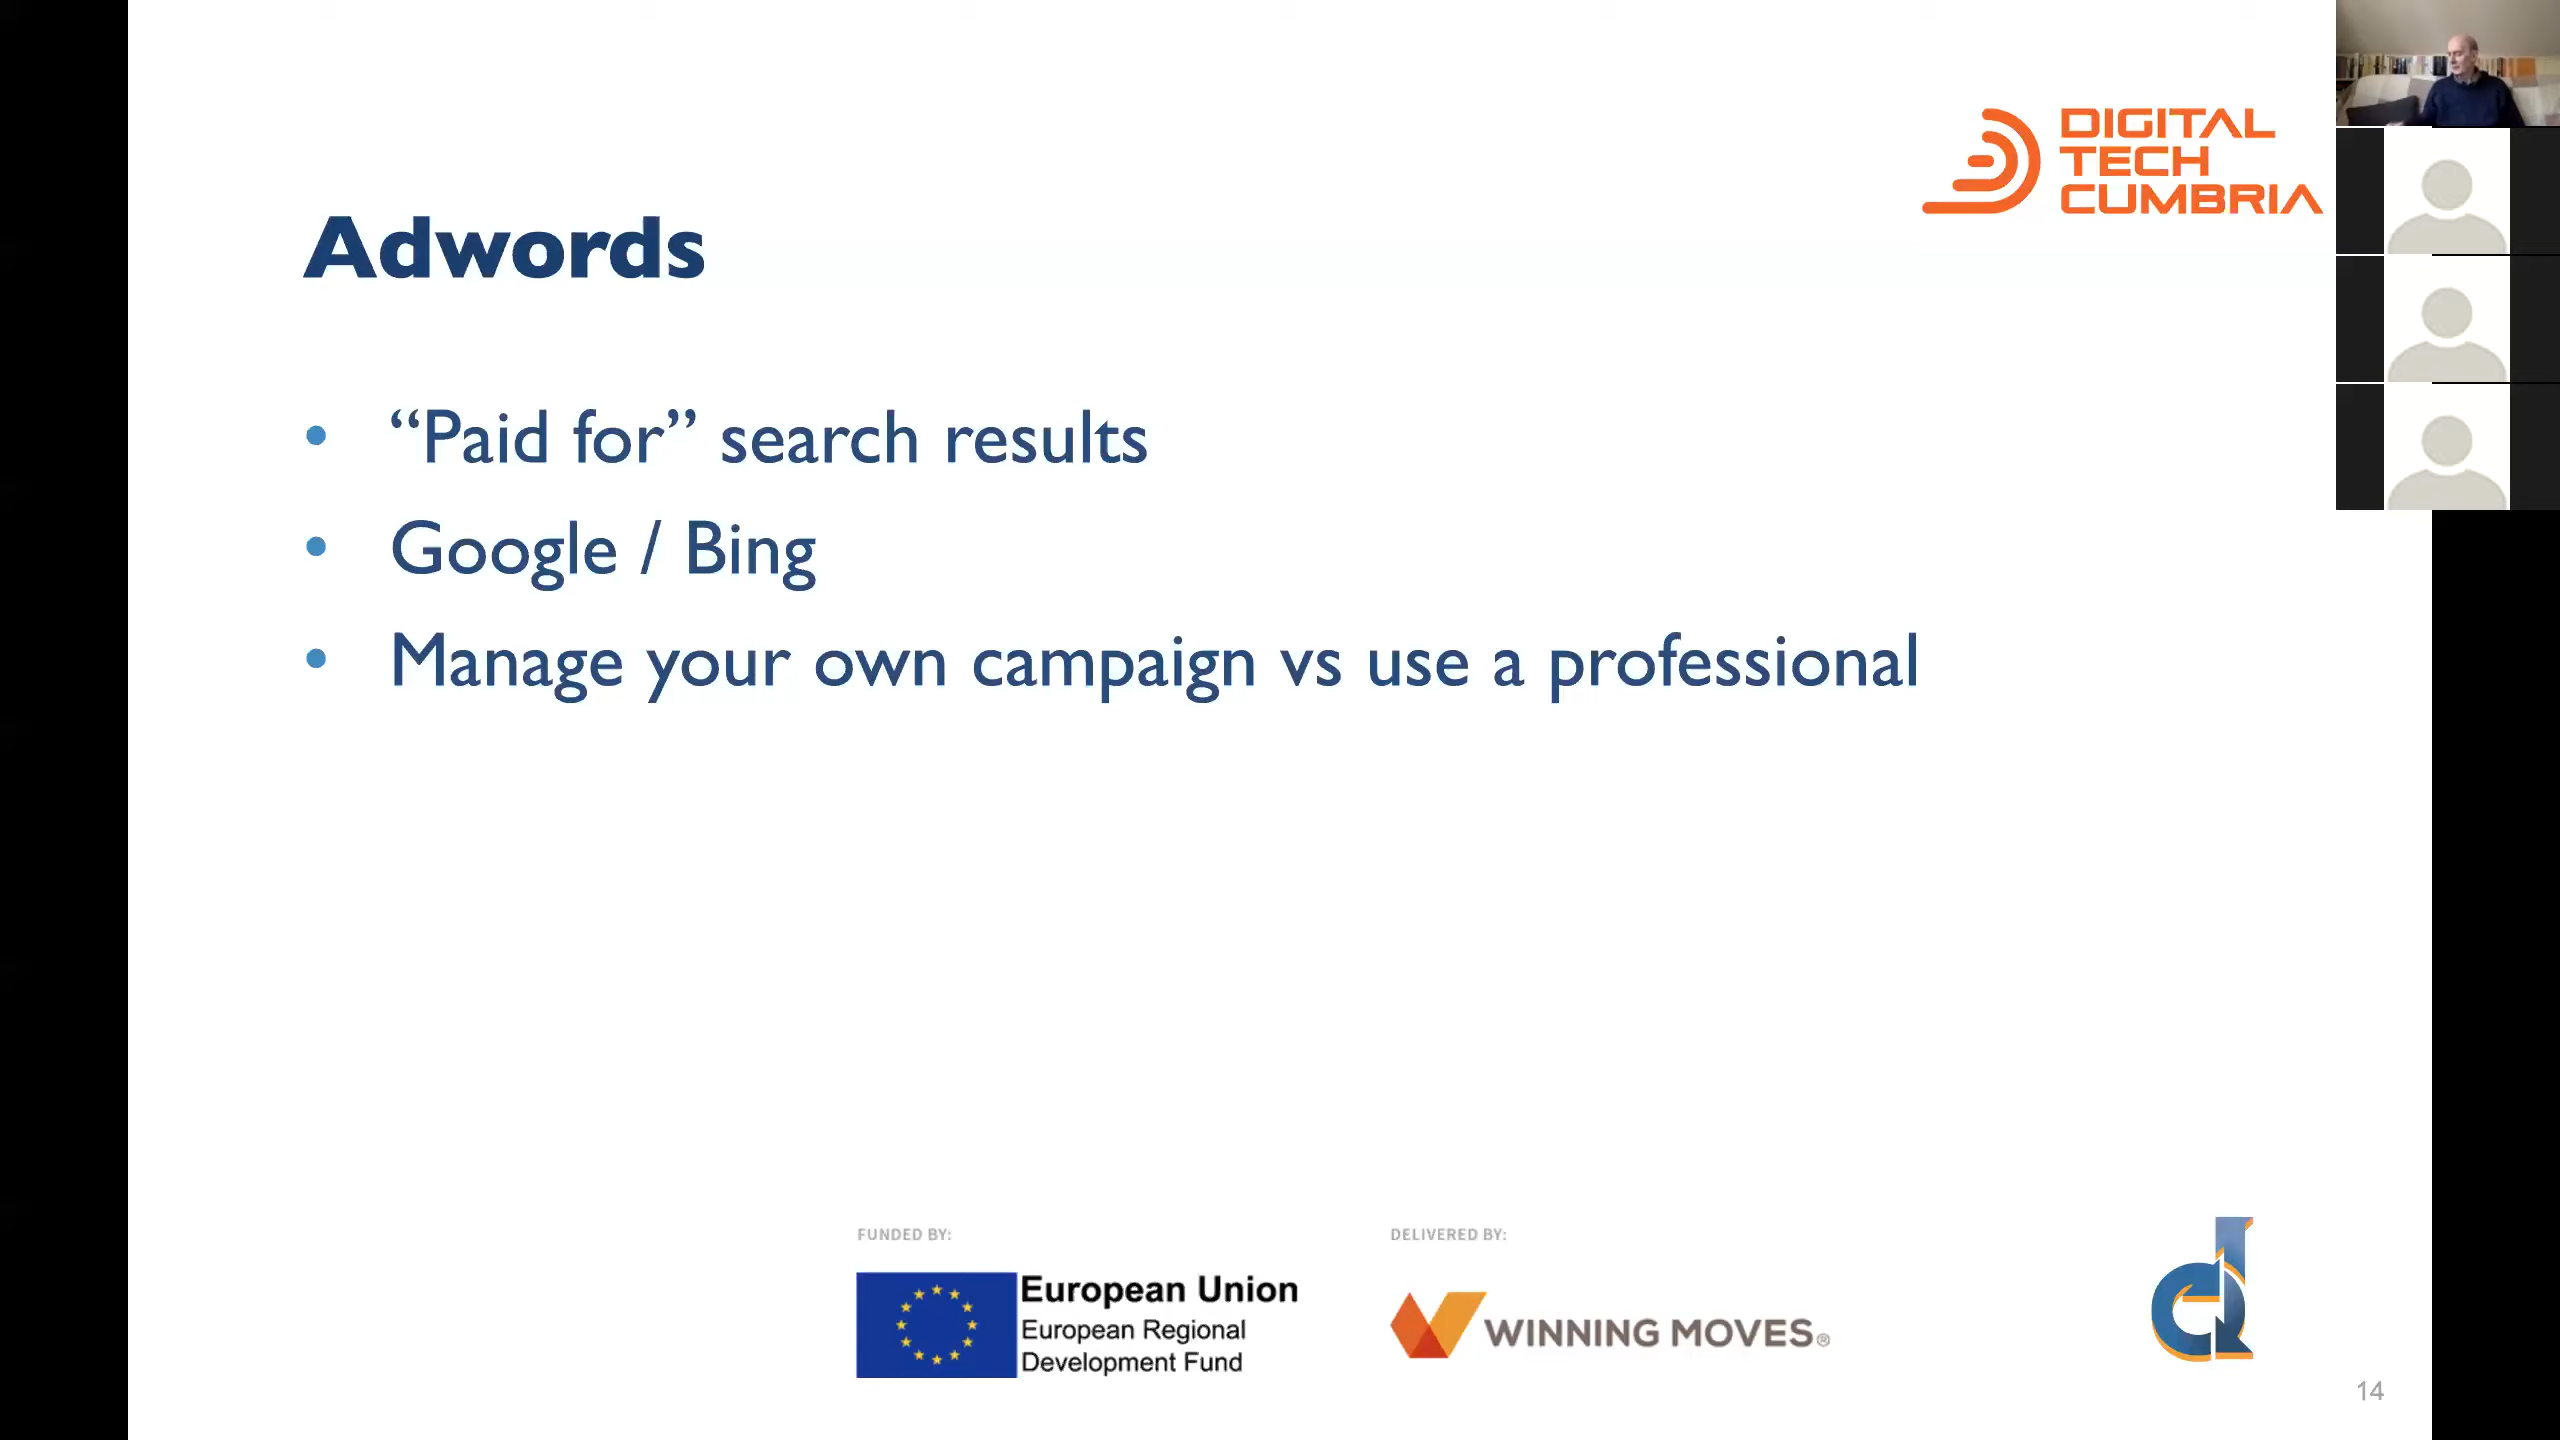 DIGITAL
TECH
CUMBRIA
Adwords
• “Paid for” search results
• Google / Bing
• Manage your own campaign vs use a professional
FUNDED BY:
European Union
European Regional
Development Fund
DELIVERED BY:
WINNING MOVES®
14